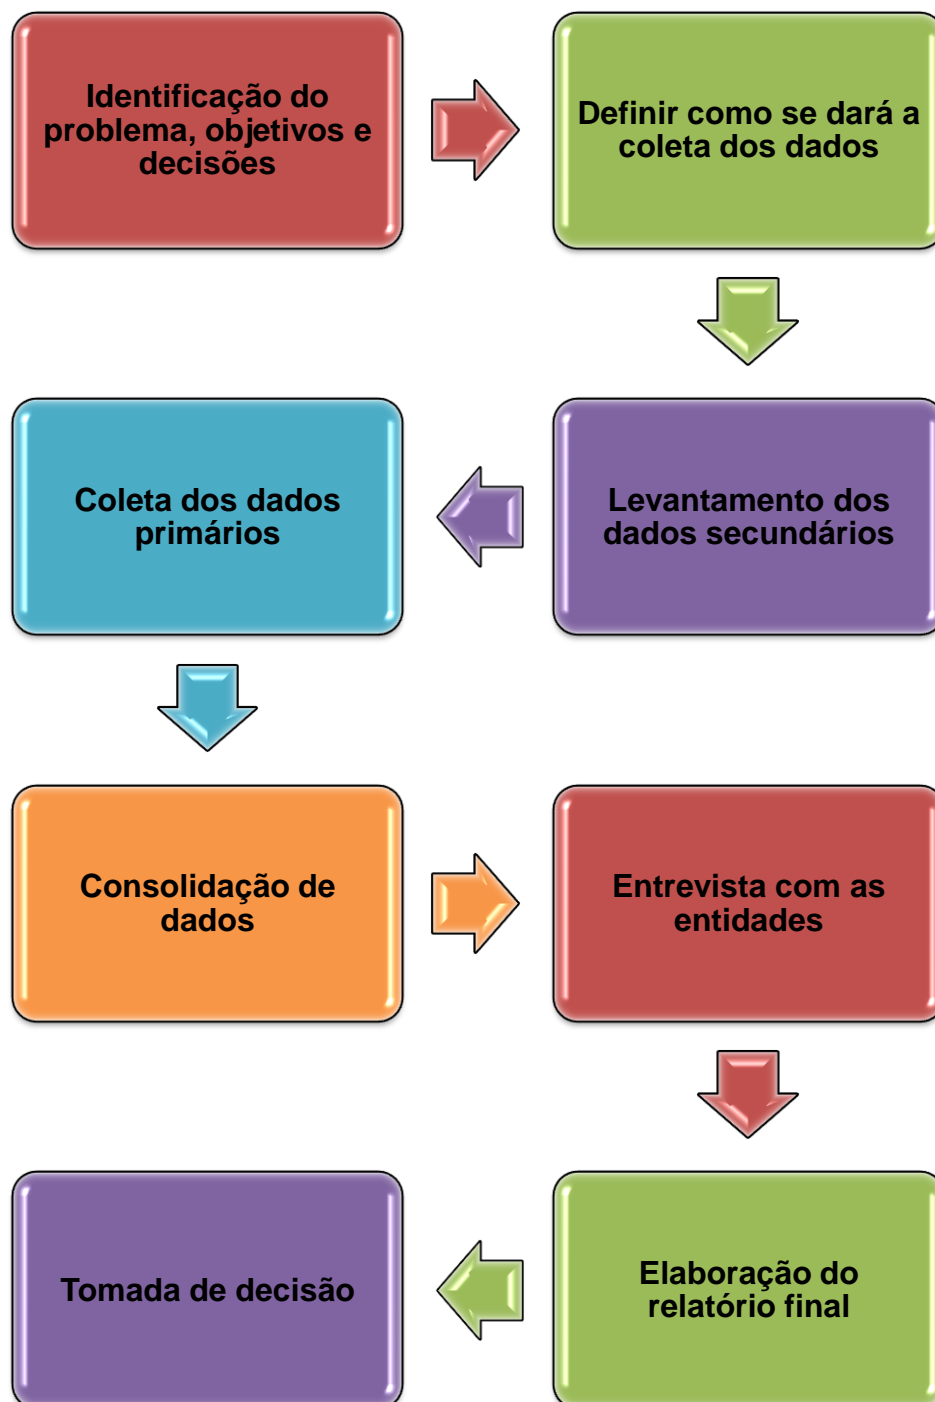 Identificação do
problema, objetivos e
decisões
Definir como se dará a
coleta dos dados
Levantamento dos
dados secundários
Coleta dos dados
primários
Consolidação de
dados
Entrevista com as
entidades
Elaboração do
relatório final
Tomada de decisão